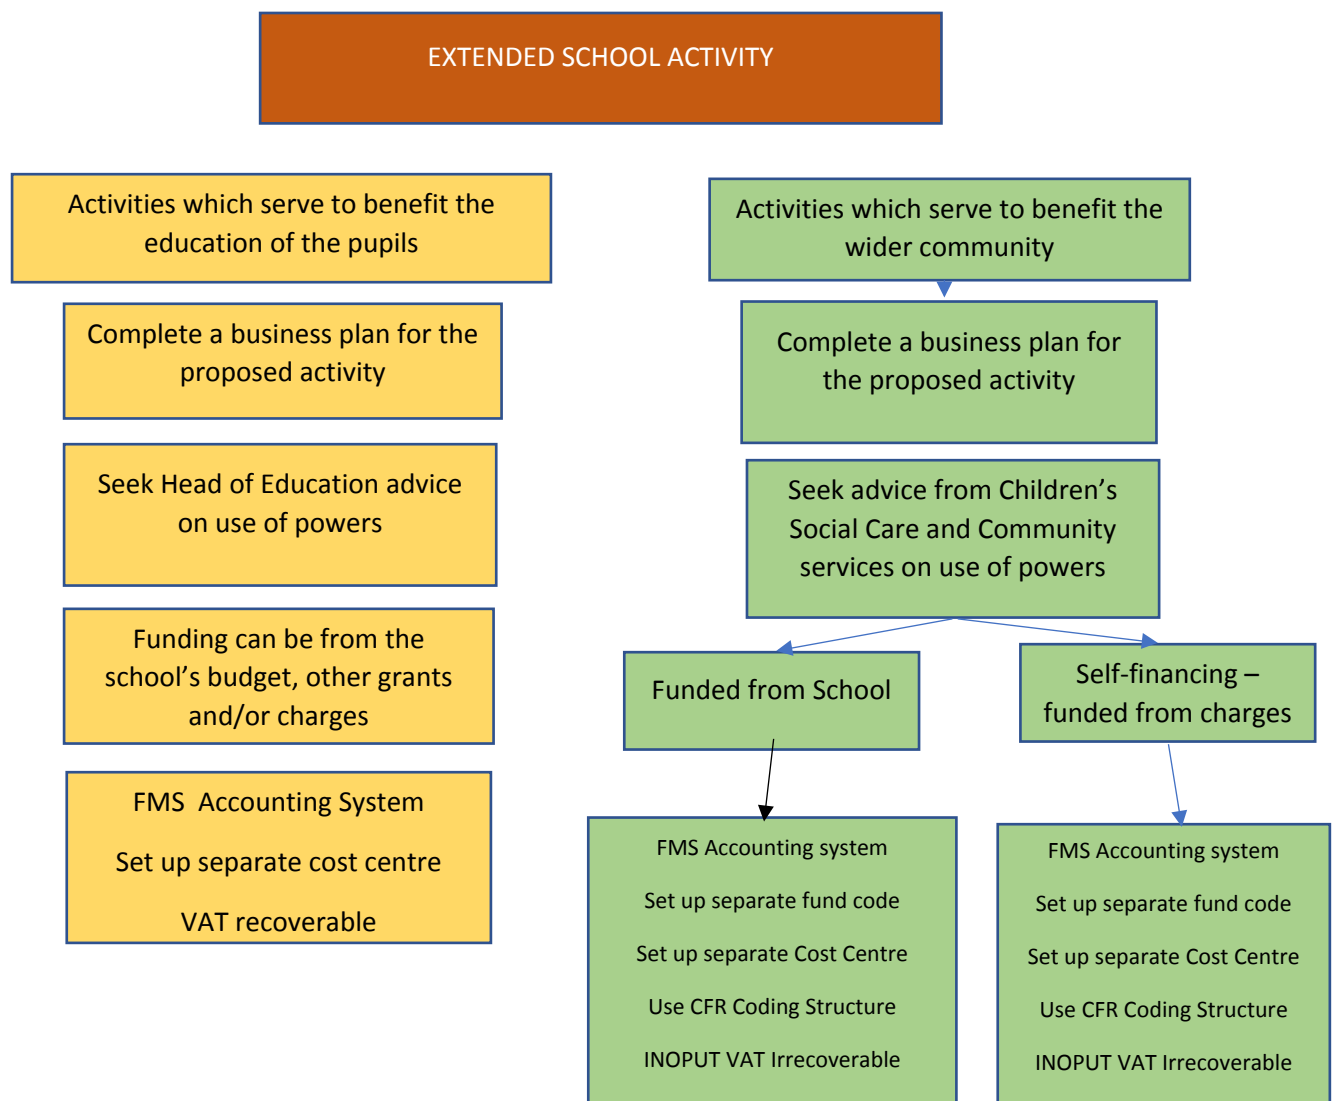 EXTENDED SCHOOL ACTIVITY
Activities which serve to benefit the
education of the pupils
Complete a business plan for the
proposed activity
Seek Head of Education advice
on use of powers
Funding can be from the
school’s budget, other grants
and/or charges
FMS  Accounting System
Set up separate cost centre
VAT recoverable
Activities which serve to benefit the
wider community
Complete a business plan for
the proposed activity
Seek advice from Children’s
Social Care and Community
services on use of powers
Funded from School
FMS Accounting system
Set up separate fund code
Set up separate Cost Centre
Use CFR Coding Structure
INOPUT VAT Irrecoverable
Self-financing –
funded from charges
FMS Accounting system
Set up separate fund code
Set up separate Cost Centre
Use CFR Coding Structure
INOPUT VAT Irrecoverable